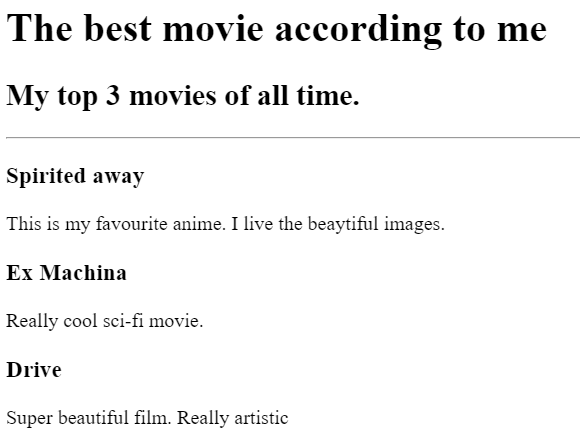 The best movie according to me
My top 3 movies of all time.
Spirited away
This is my favourite anime. I live the beaytiful images.
Ex Machina
Really cool sci-fi movie.
Drive
Super beautiful film. Really artistic